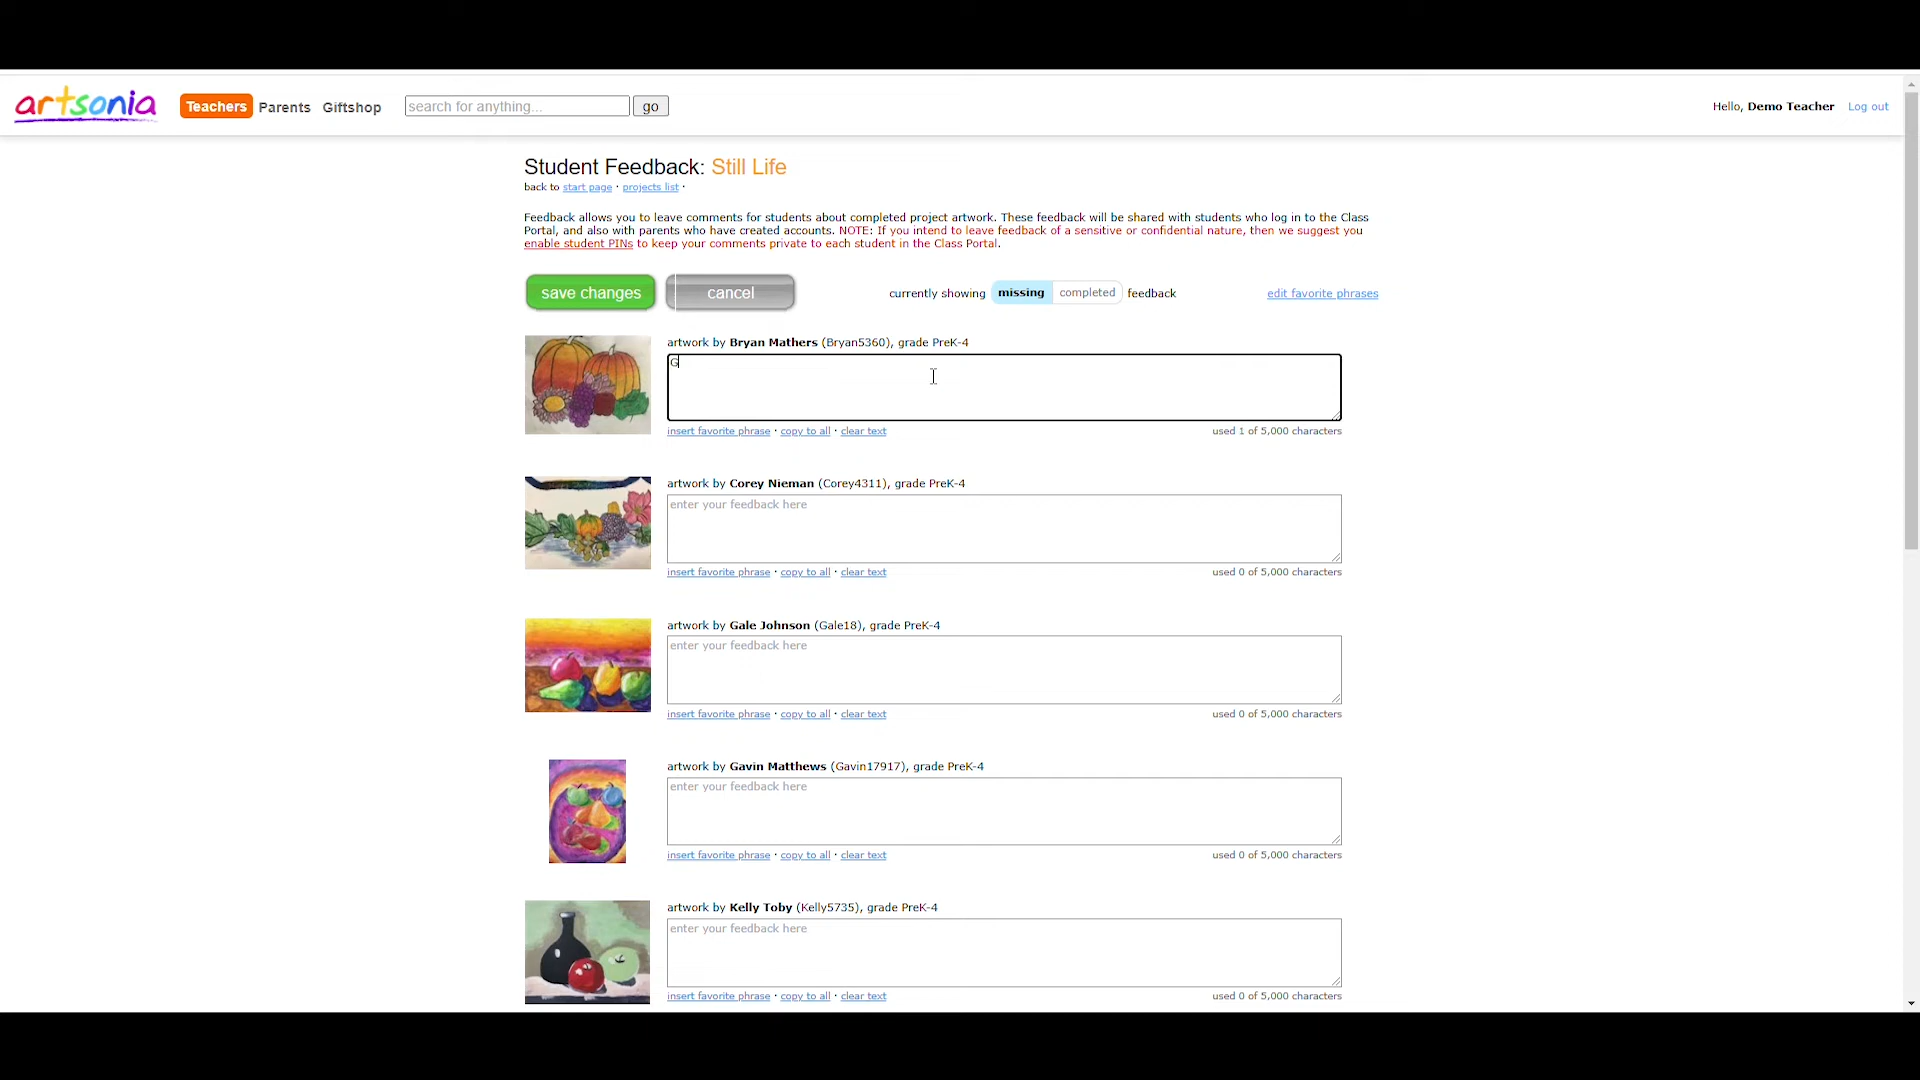 artsonia Teachers Parents Giftshop search for anything... go Hello, Demo Teacher Log out
Student Feedback: Still Life
back to start page · projects list ·
Feedback allows you to leave comments for students about completed project artwork. These feedback will be shared with students who log in to the Class
Portal, and also with parents who have created accounts. NOTE: If you intend to leave feedback of a sensitive or confidential nature, then we suggest you
enable student PINs to keep your comments private to each student in the Class Portal.
save changes cancel currently showing missing completed feedback edit favorite phrases
artwork by Bryan Mathers (Bryan5360), grade PreK-4
G
insert favorite phrase · copy to all · clear text used 1 of 5,000 characters
artwork by Corey Nieman (Corey4311), grade PreK-4
enter your feedback here
insert favorite phrase · copy to all · clear text used 0 of 5,000 characters
artwork by Gale Johnson (Gale18), grade PreK-4
enter your feedback here
insert favorite phrase · copy to all · clear text used 0 of 5,000 characters
artwork by Gavin Matthews (Gavin17917), grade PreK-4
enter your feedback here
insert favorite phrase · copy to all · clear text used 0 of 5,000 characters
artwork by Kelly Toby (Kelly5735), grade PreK-4
enter your feedback here
insert favorite phrase · copy to all · clear text used 0 of 5,000 characters